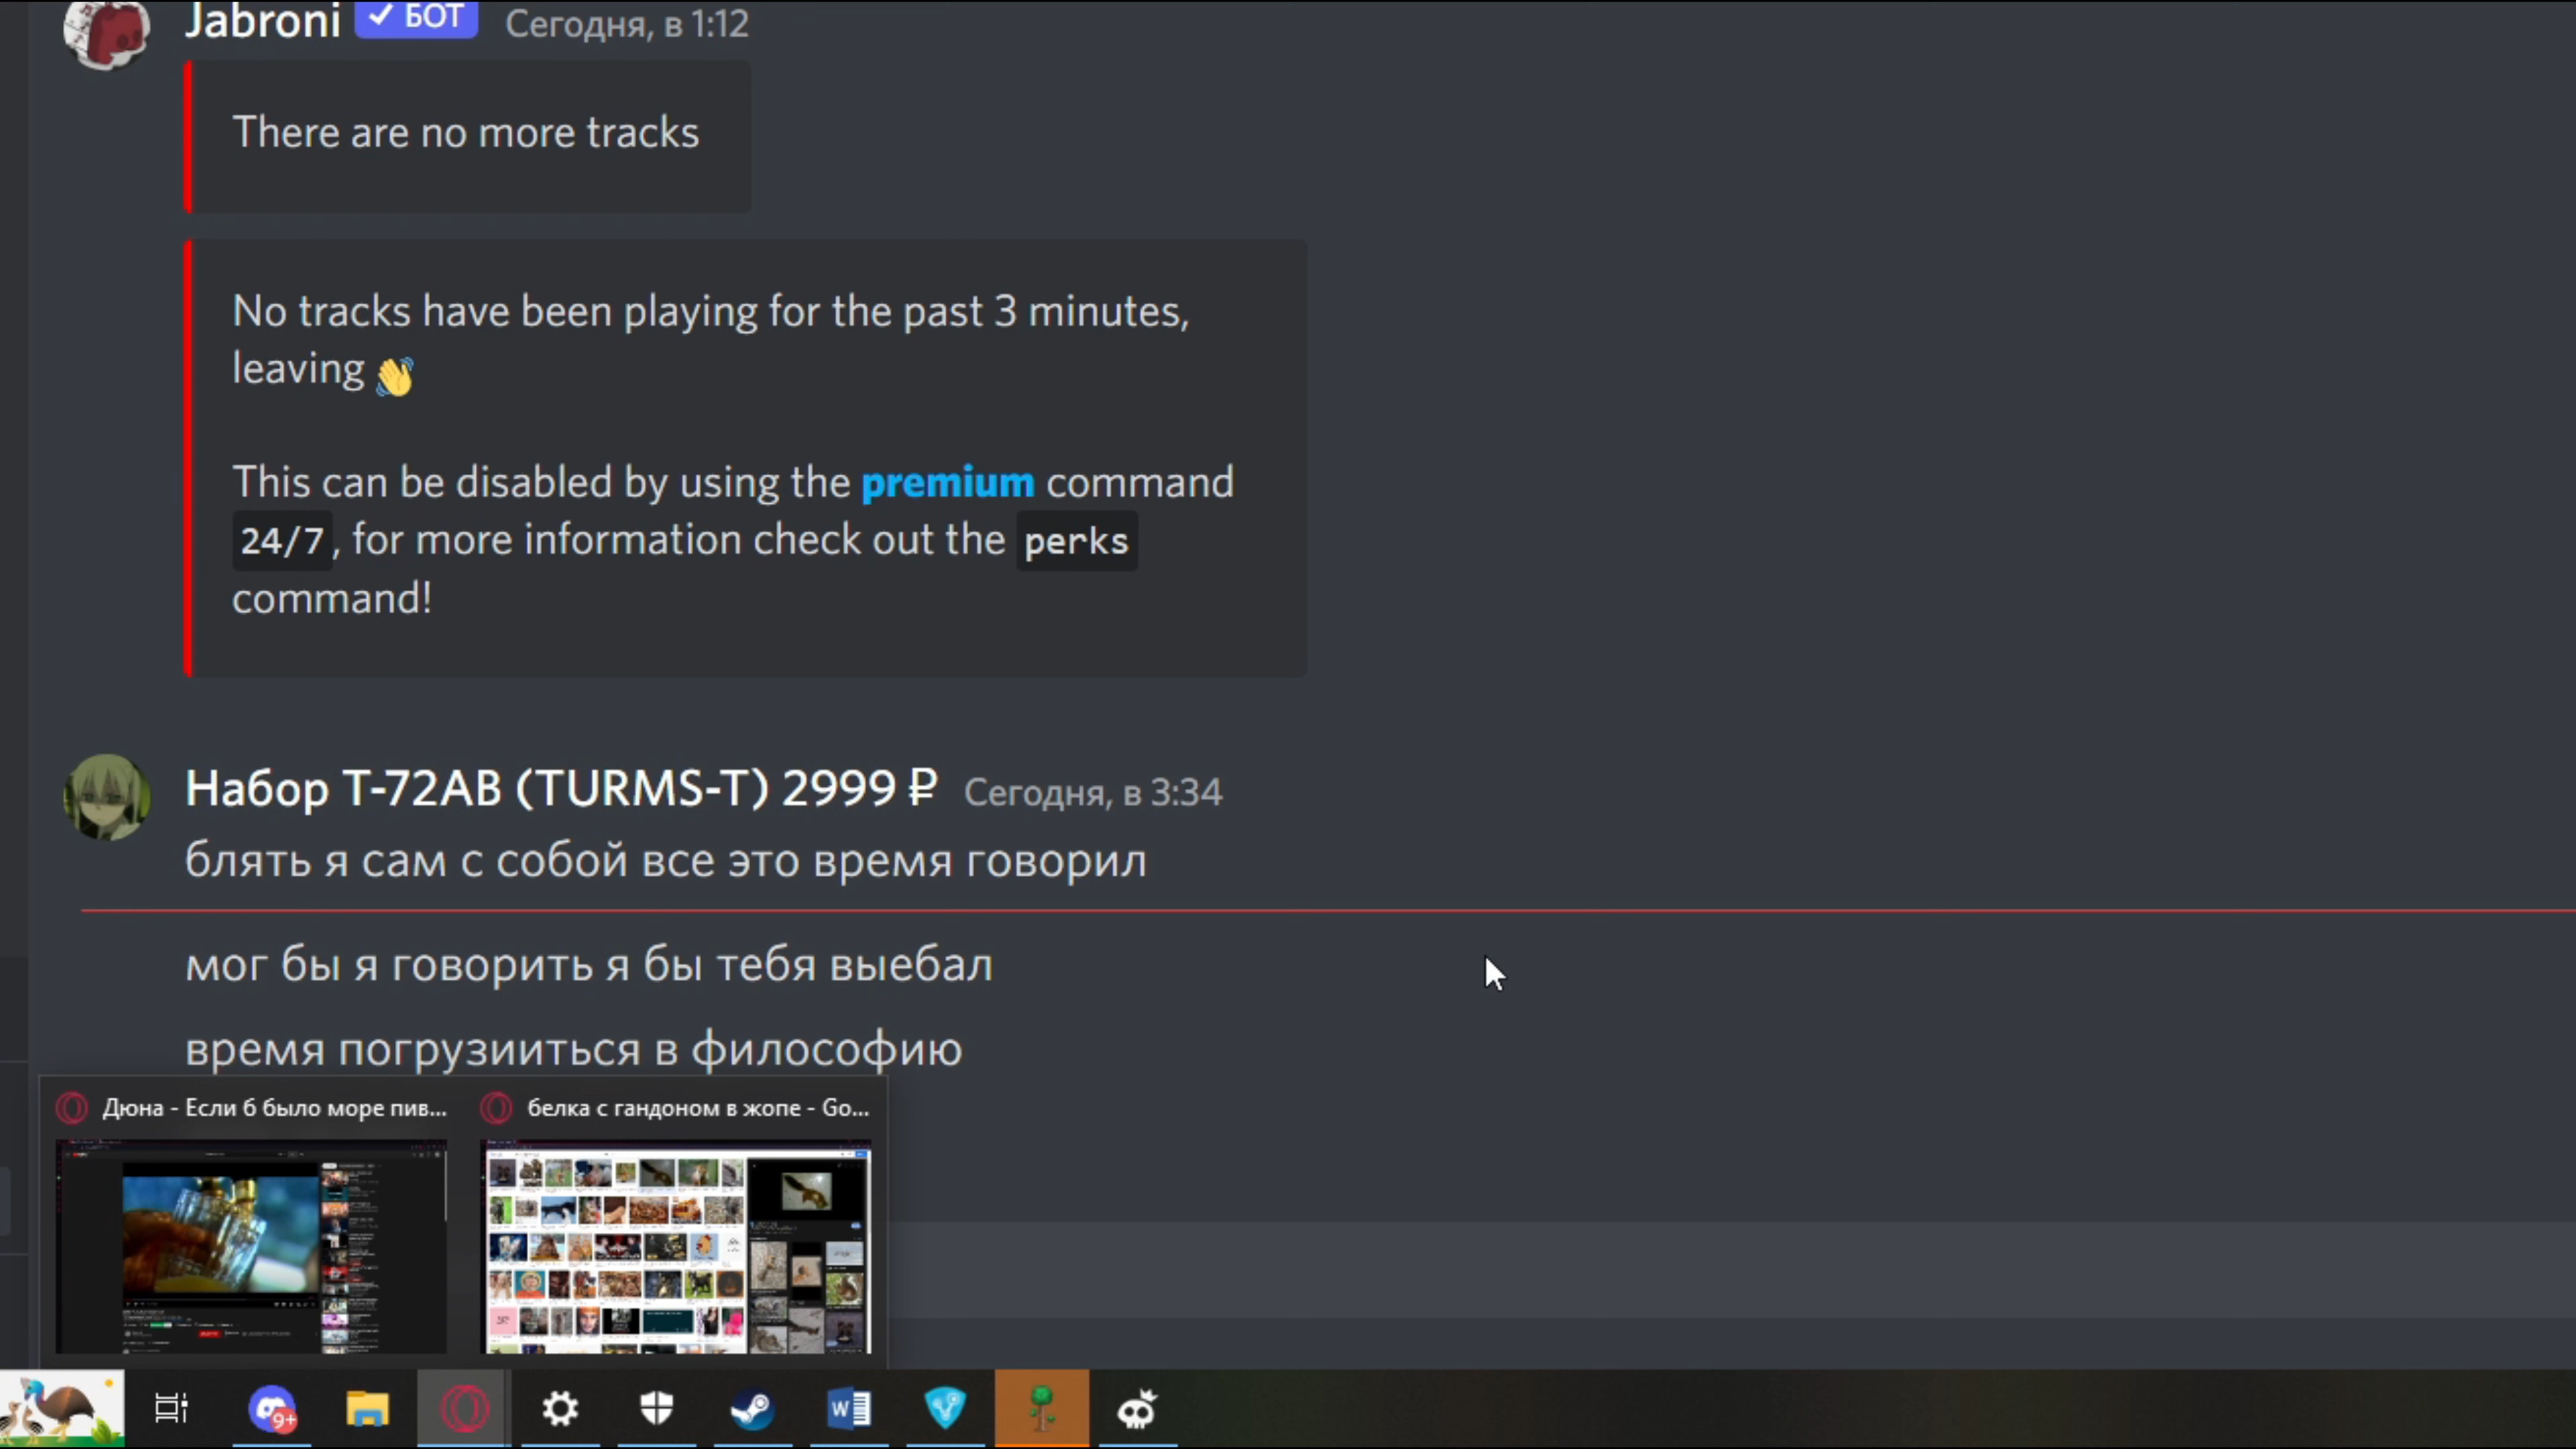 Jabroni БОТ Сегодня, в 1:12
There are no more tracks
No tracks have been playing for the past 3 minutes,
leaving 👋
This can be disabled by using the premium command
24/7, for more information check out the perks
command!
Набор T-72AB (TURMS-T) 2999 ₽ Сегодня, в 3:34
блять я сам с собой все это время говорил
мог бы я говорить я бы тебя выебал
время погрузииться в философию
Дюна - Если б было море пив...
белка с гандоном в жопе - Go...
9+
W